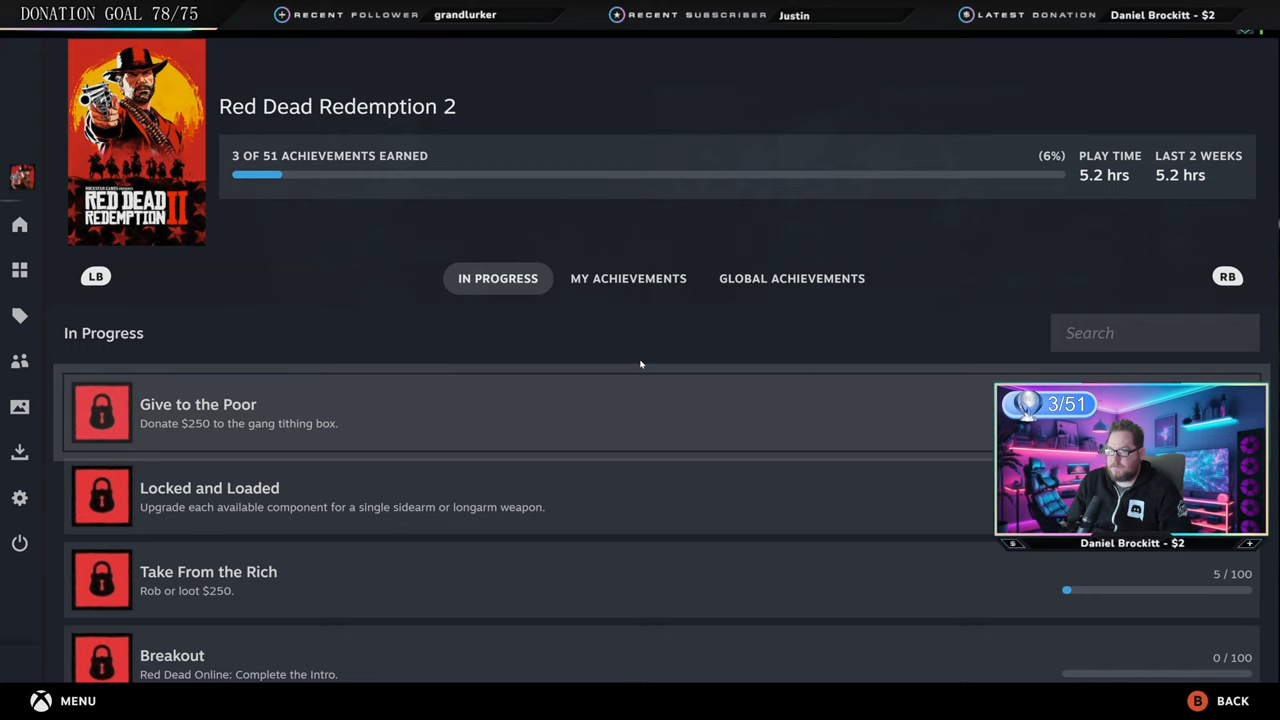 DONATION GOAL 78/75
RECENT FOLLOWER grandlurker
RECENT SUBSCRIBER Justin
LATEST DONATION Daniel Brockitt - $2
ROCKSTAR GAMES PRESENTS
RED DEAD
REDEMPTION II
Red Dead Redemption 2
3 OF 51 ACHIEVEMENTS EARNED
(6%)
PLAY TIME
5.2 hrs
LAST 2 WEEKS
5.2 hrs
LB
IN PROGRESS
MY ACHIEVEMENTS
GLOBAL ACHIEVEMENTS
RB
In Progress
Search
Give to the Poor
Donate $250 to the gang tithing box.
3/51
Locked and Loaded
Upgrade each available component for a single sidearm or longarm weapon.
Daniel Brockitt - $2
Take From the Rich
Rob or loot $250.
5 / 100
Breakout
Red Dead Online: Complete the Intro.
0 / 100
MENU
B BACK